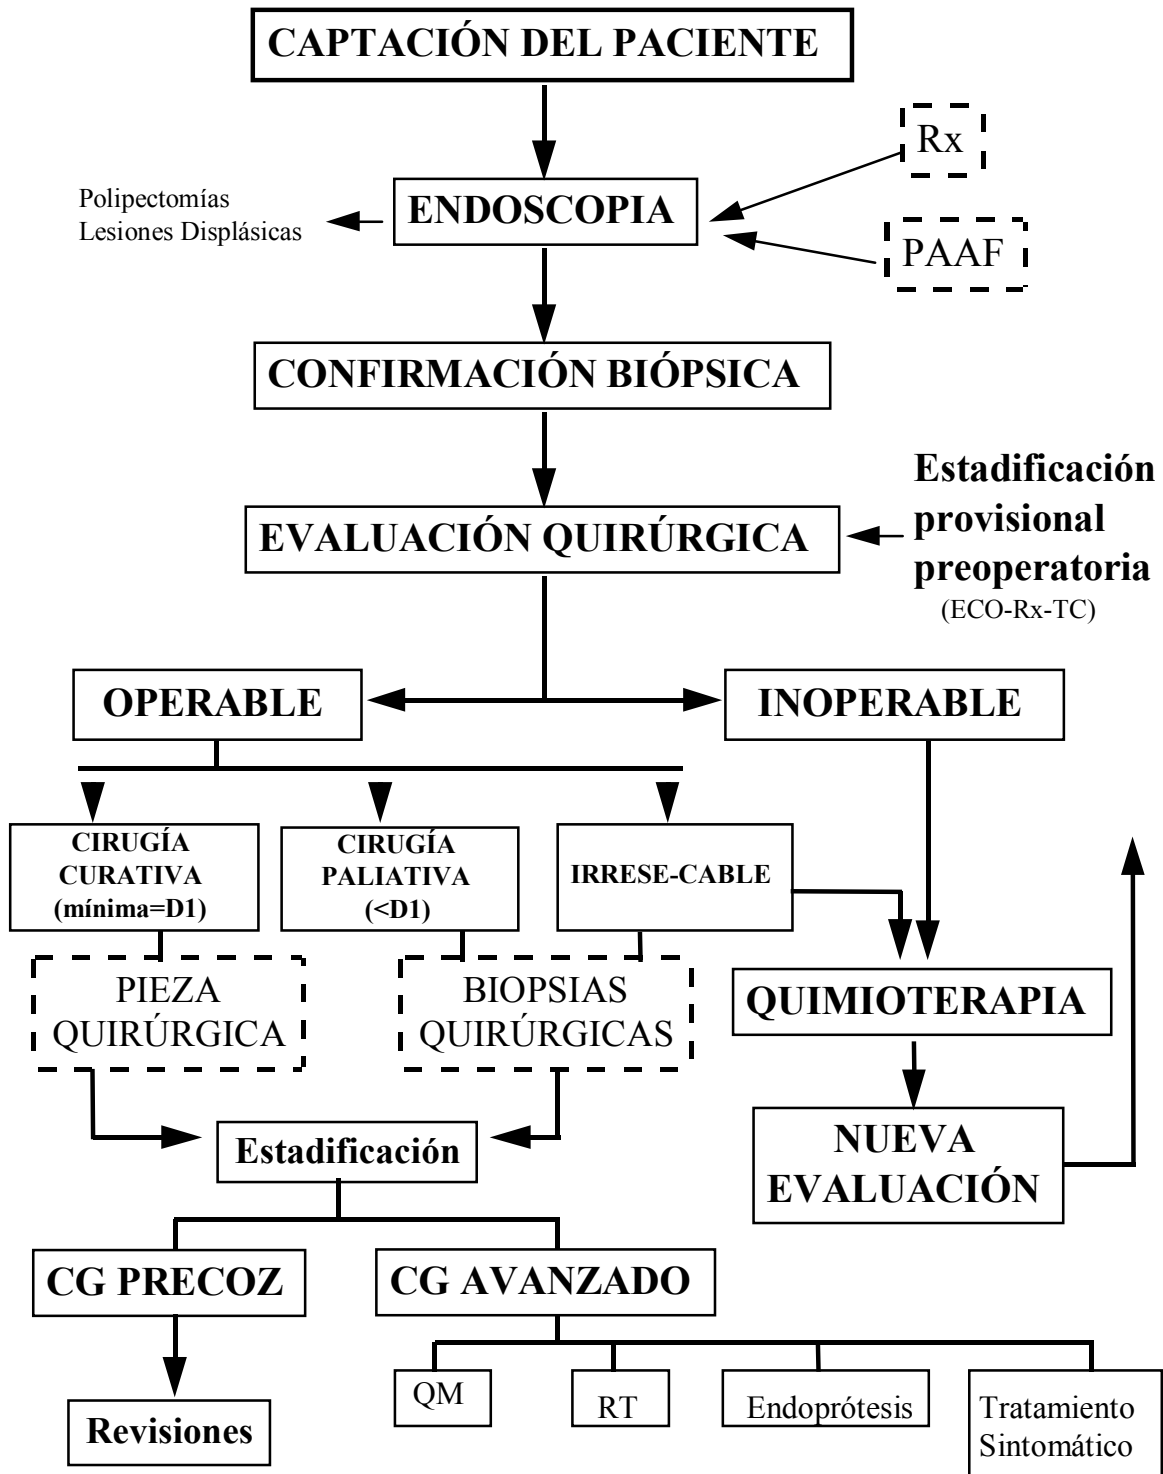 CAPTACIÓN DEL PACIENTE
Rx
Polipectomías
Lesiones Displásicas
ENDOSCOPIA
PAAF
CONFIRMACIÓN BIÓPSICA
Estadificación
provisional
preoperatoria
(ECO-Rx-TC)
EVALUACIÓN QUIRÚRGICA
OPERABLE
INOPERABLE
CIRUGÍA
CURATIVA
(mínima=D1)
CIRUGÍA
PALIATIVA
(<D1)
IRRESE-CABLE
PIEZA
QUIRÚRGICA
BIOPSIAS
QUIRÚRGICAS
QUIMIOTERAPIA
NUEVA
EVALUACIÓN
Estadificación
CG PRECOZ
CG AVANZADO
Revisiones
QM
RT
Endoprótesis
Tratamiento
Sintomático